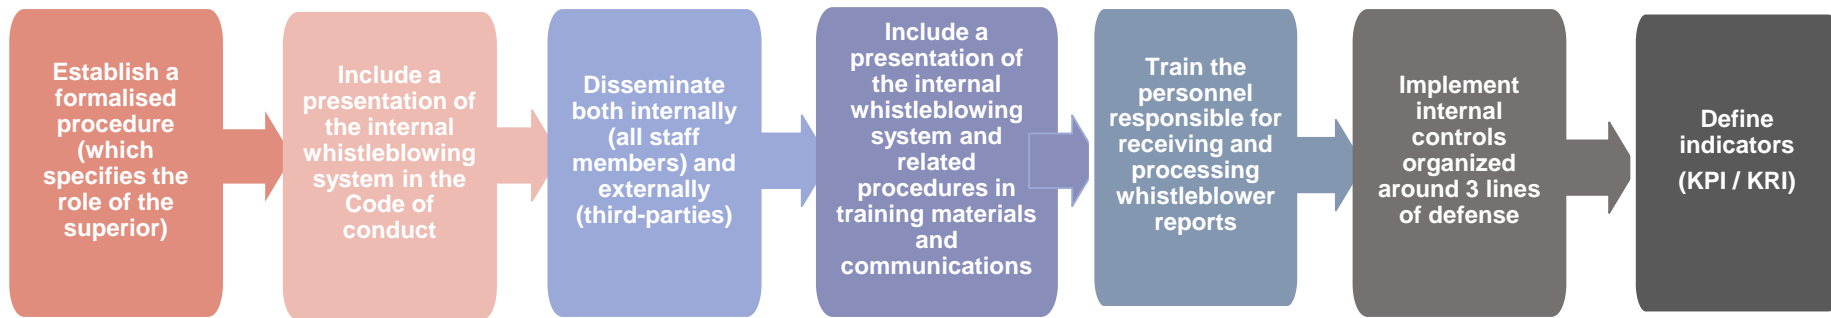 Establish a
formalised
procedure
(which
specifies the
role of the
superior)
Include a
presentation of
the internal
whistleblowing
system in the
Code of
conduct
Disseminate
both internally
(all staff
members) and
externally
(third-parties)
Include a
presentation of
the internal
whistleblowing
system and
related
procedures in
training materials
and
communications
Train the
personnel
responsible for
receiving and
processing
whistleblower
reports
Implement
internal
controls
organized
around 3 lines
of defense
Define
indicators
(KPI / KRI)